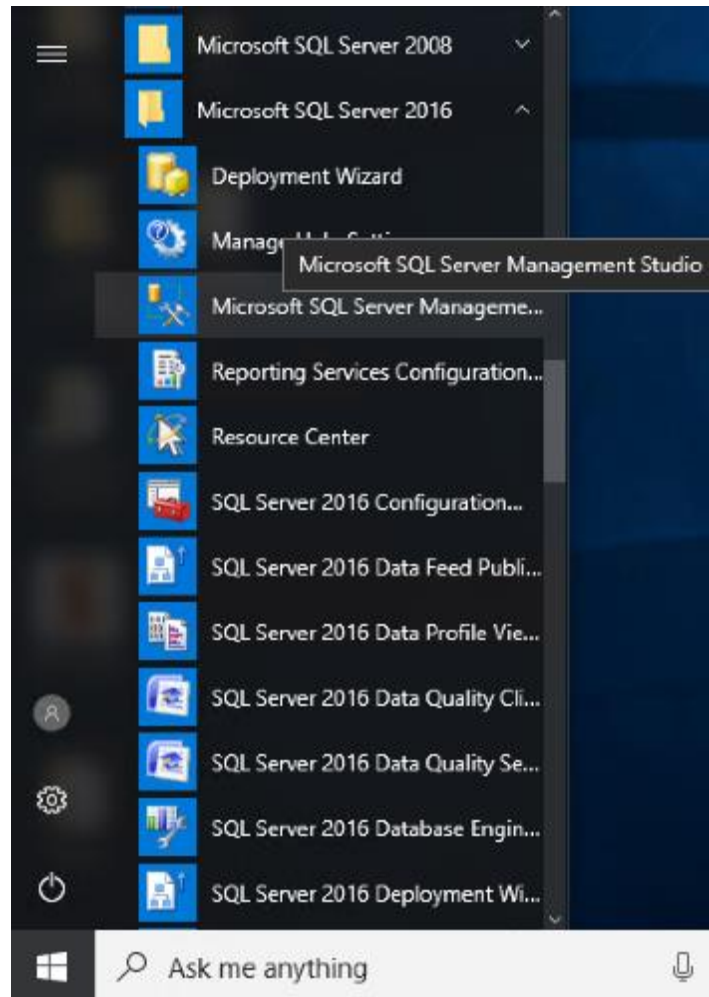 Microsoft SQL Server 2008
Microsoft SQL Server 2016
Deployment Wizard
Manage
Microsoft SQL Server Management Studio
Microsoft SQL Server Manageme...
Reporting Services Configuration...
Resource Center
SQL Server 2016 Configuration...
SQL Server 2016 Data Feed Publi...
SQL Server 2016 Data Profile Vie...
SQL Server 2016 Data Quality Cli...
SQL Server 2016 Data Quality Se...
SQL Server 2016 Database Engin...
SQL Server 2016 Deployment Wi...
Ask me anything